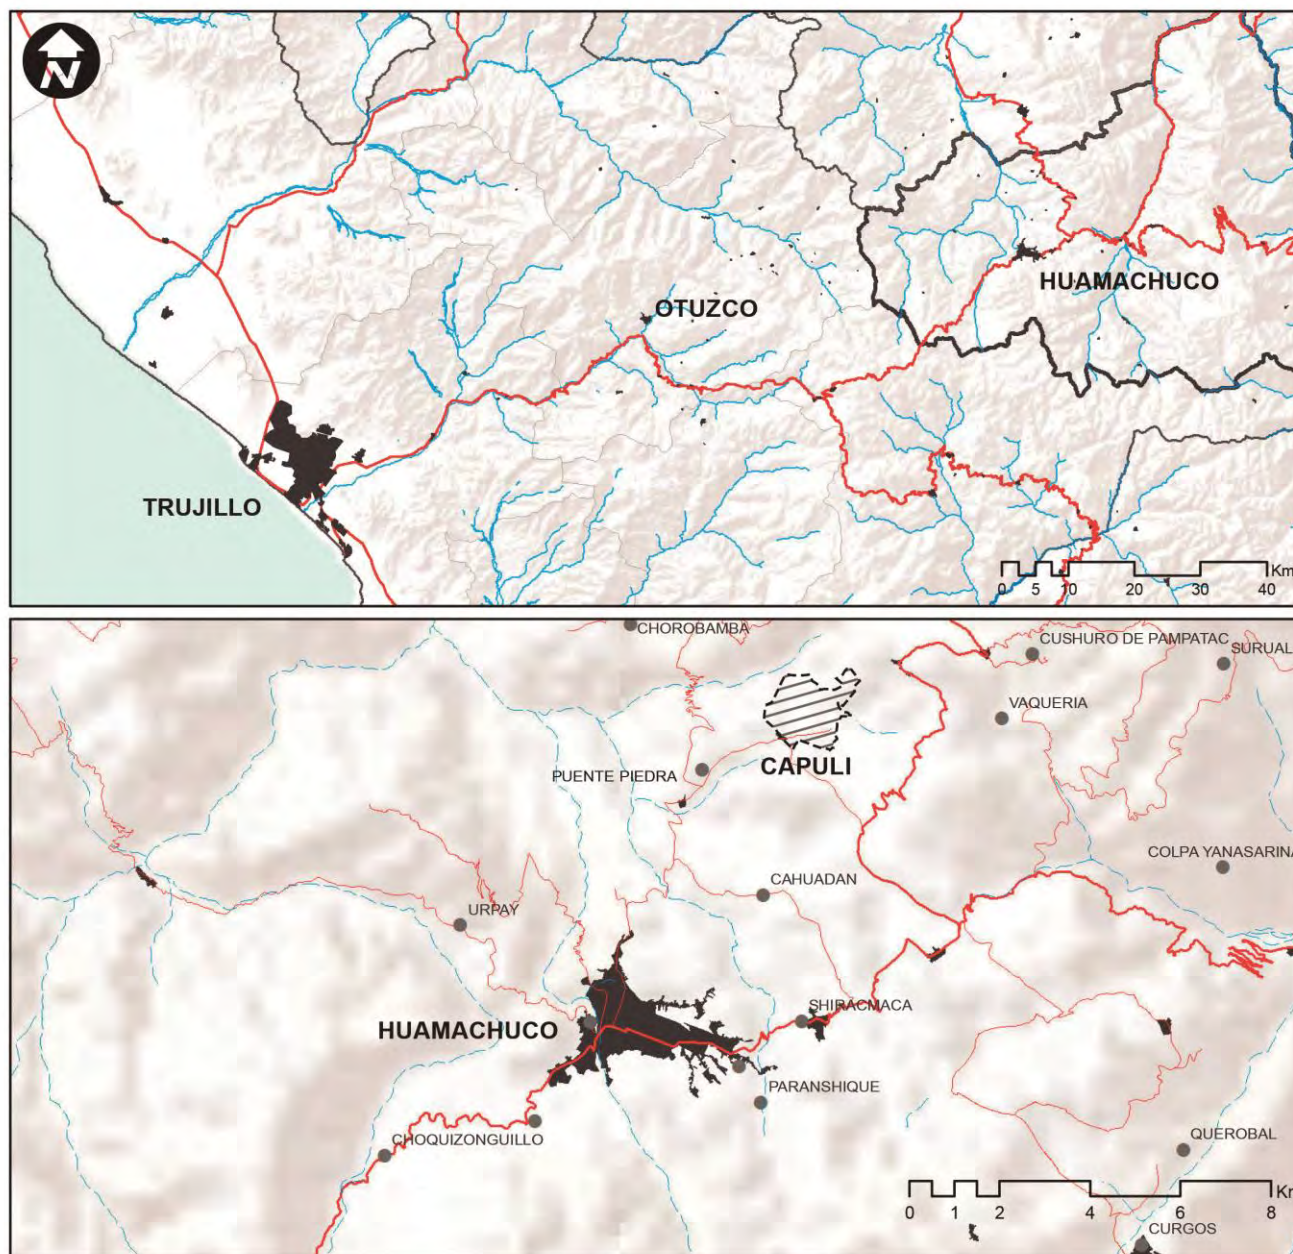 N
OTUZCO
HUAMACHUCO
TRUJILLO
Km
0 5 10 20 30 40
CHOROBAMBA
CUSHURO DE PAMPATAC
SURUAL
VAQUERIA
PUENTE PIEDRA
CAPULI
COLPA YANASARINA
CAHUADAN
URPAY
SHIRACMACA
HUAMACHUCO
PARANSHIQUE
CHOQUIZONGUILLO
QUEROBAL
Km
0 1 2 4 6 8
CURGOS